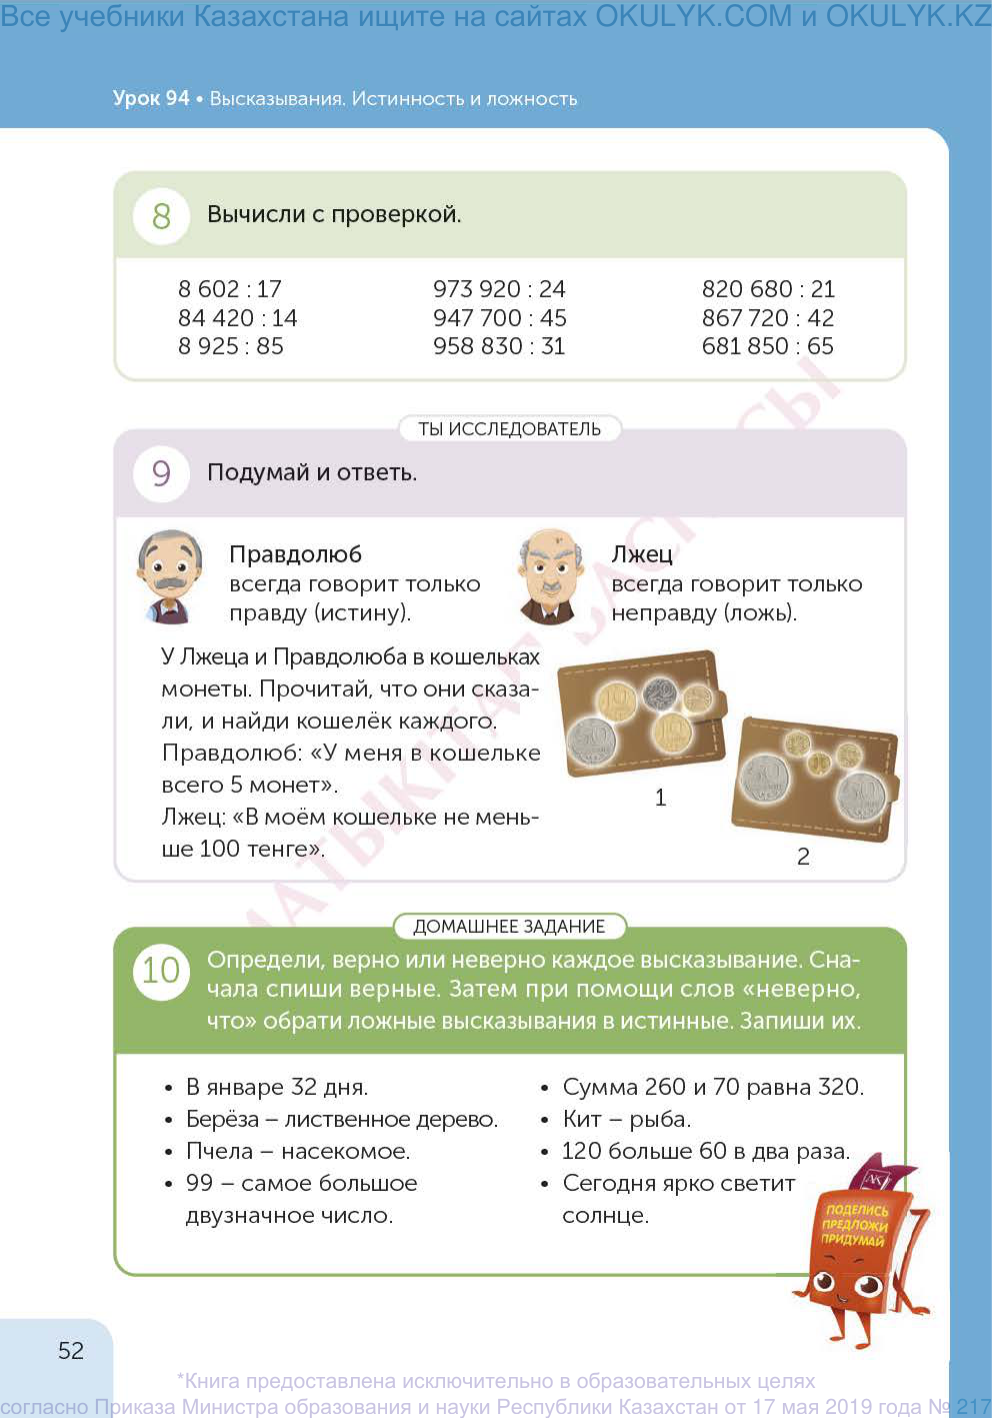 Все учебники Казахстана ищите на сайтах OKULYK.COM и OKULYK.KZ
Урок 94 • Высказывания. Истинность и ложность
8 Вычисли с проверкой.
8 602 : 17 973 920 : 24 820 680 : 21
84 420 : 14 947 700 : 45 867 720 : 42
8 925 : 85 958 830 : 31 681 850 : 65
ТЫ ИССЛЕДОВАТЕЛЬ
9 Подумай и ответь.
Правдолюб
всегда говорит только
правду (истину).
Лжец
всегда говорит только
неправду (ложь).
У Лжеца и Правдолюба в кошельках
монеты. Прочитай, что они сказа-
ли, и найди кошелёк каждого.
Правдолюб: «У меня в кошельке
всего 5 монет».
Лжец: «В моём кошельке не мень-
ше 100 тенге».
10
20
10
50
1
50
50
2
ДОМАШНЕЕ ЗАДАНИЕ
10 Определи, верно или неверно каждое высказывание. Сна-
чала спиши верные. Затем при помощи слов «неверно,
что» обрати ложные высказывания в истинные. Запиши их.
• В январе 32 дня.
• Берёза – лиственное дерево.
• Пчела – насекомое.
• 99 – самое большое
двузначное число.
• Сумма 260 и 70 равна 320.
• Кит – рыба.
• 120 больше 60 в два раза.
• Сегодня ярко светит
солнце.
АК
ПОДЕЛИСЬ
ПРЕДЛОЖИ
ПРИДУМАЙ
52
*Книга предоставлена исключительно в образовательных целях
согласно Приказа Министра образования и науки Республики Казахстан от 17 мая 2019 года № 217